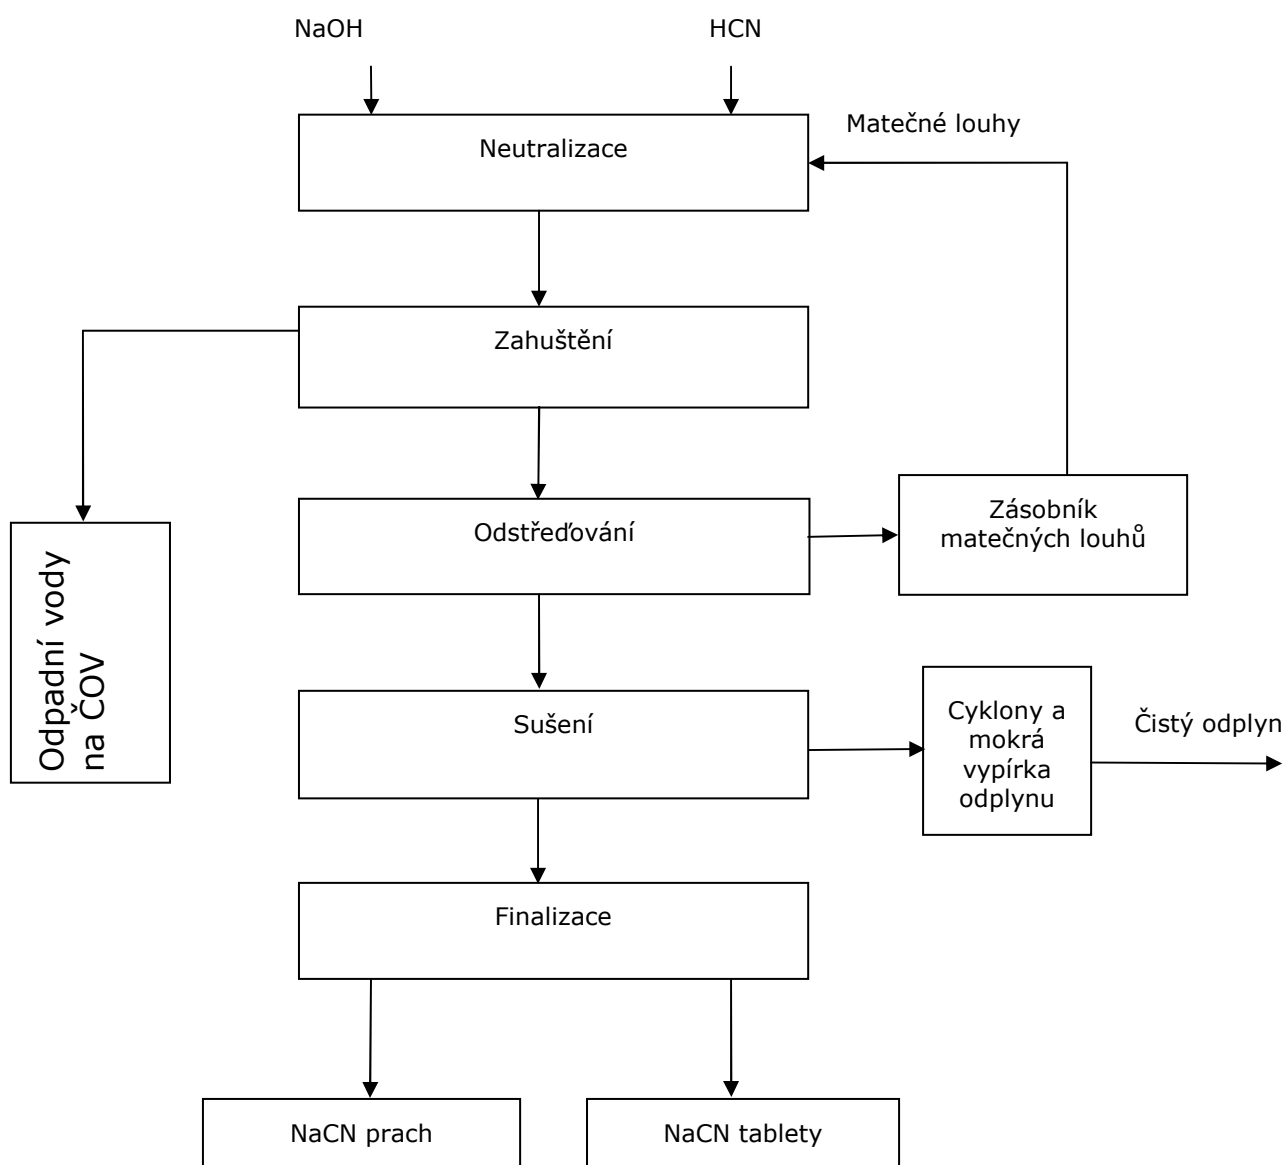 NaOH
HCN
Matečné louhy
Neutralizace
Zahuštění
Odstřeďování
Zásobník
matečných louhů
Odpadní vody
na ČOV
Sušení
Cyklony a
mokrá
vypírka
odplynu
Čistý odplyn
Finalizace
NaCN prach
NaCN tablety